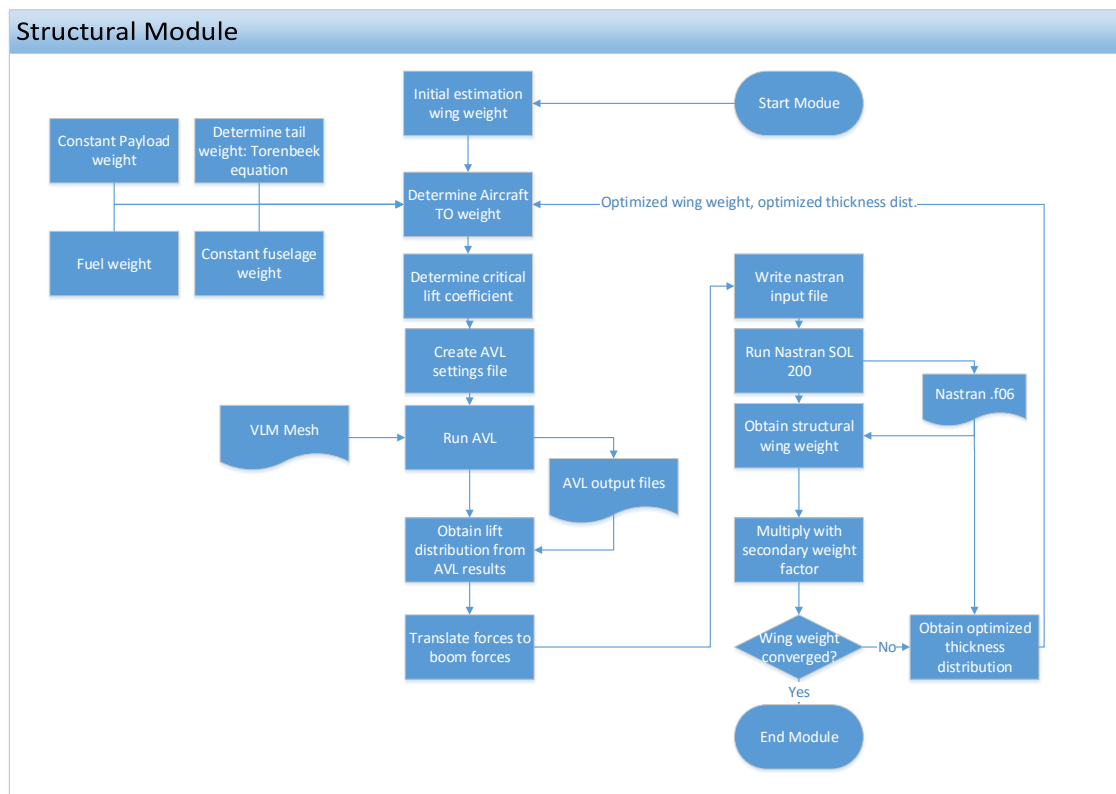 Structural Module
Initial estimation
wing weight
Start Modue
Constant Payload
weight
Determine tail
weight: Torenbeek
equation
Determine Aircraft
TO weight
Optimized wing weight, optimized thickness dist.
Fuel weight
Constant fuselage
weight
Determine critical
lift coefficient
Write nastran
input file
Create AVL
settings file
Run Nastran SOL
200
Nastran .f06
VLM Mesh
Run AVL
Obtain structural
wing weight
AVL output files
Obtain lift
distribution from
AVL results
Multiply with
secondary weight
factor
Translate forces to
boom forces
Wing weight
converged?
No
Obtain optimized
thickness
distribution
Yes
End Module